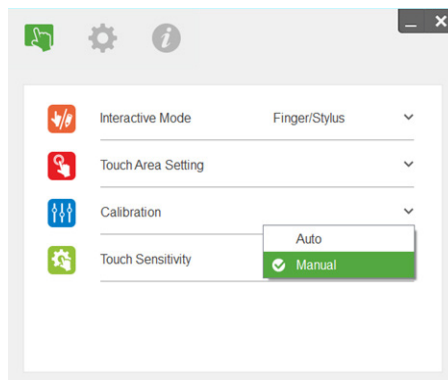 Interactive Mode Finger/Stylus
Touch Area Setting
Calibration
Auto
Touch Sensitivity
Manual